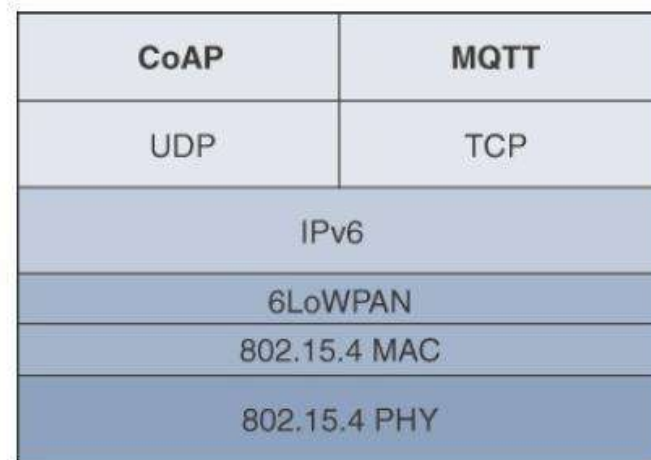 CoAP MQTT
UDP TCP
IPv6
6LoWPAN
802.15.4 MAC
802.15.4 PHY